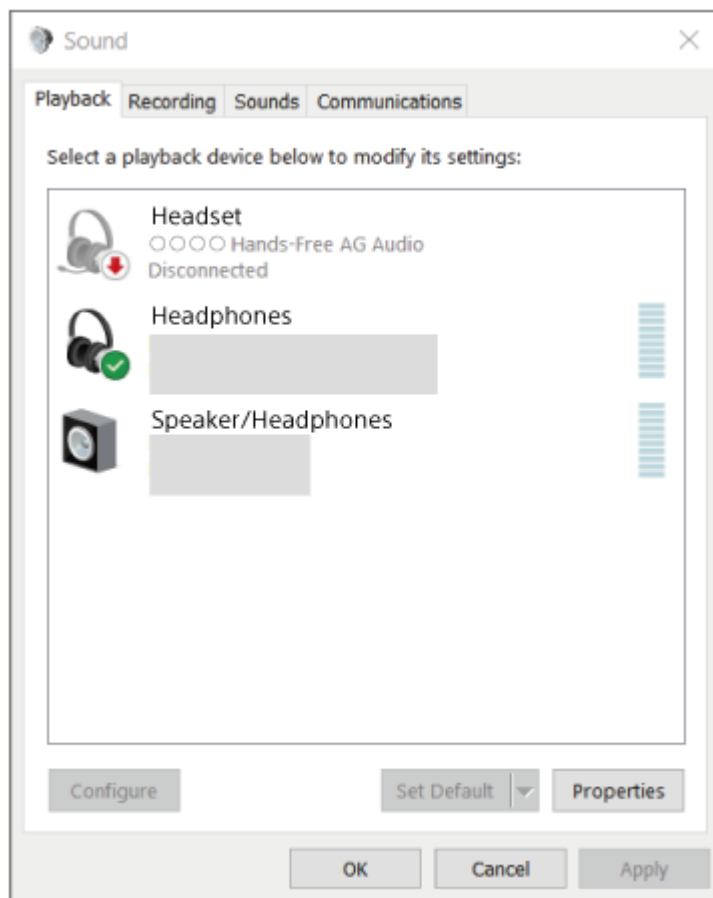 Sound
Playback Recording Sounds Communications
Select a playback device below to modify its settings:
Headset
○○○○ Hands-Free AG Audio
Disconnected
Headphones
Speaker/Headphones
Configure Set Default Properties
OK Cancel Apply